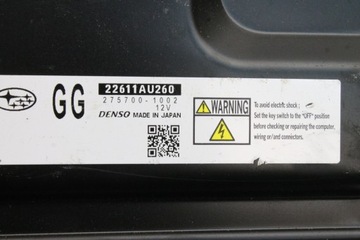 GG
22611AU260
275700-1002
12V
DENSO MADE IN JAPAN
WARNING
To avoid electric shock;
Set the key switch to the "OFF" position
before checking or repairing the computer,
wiring or/and connectors.